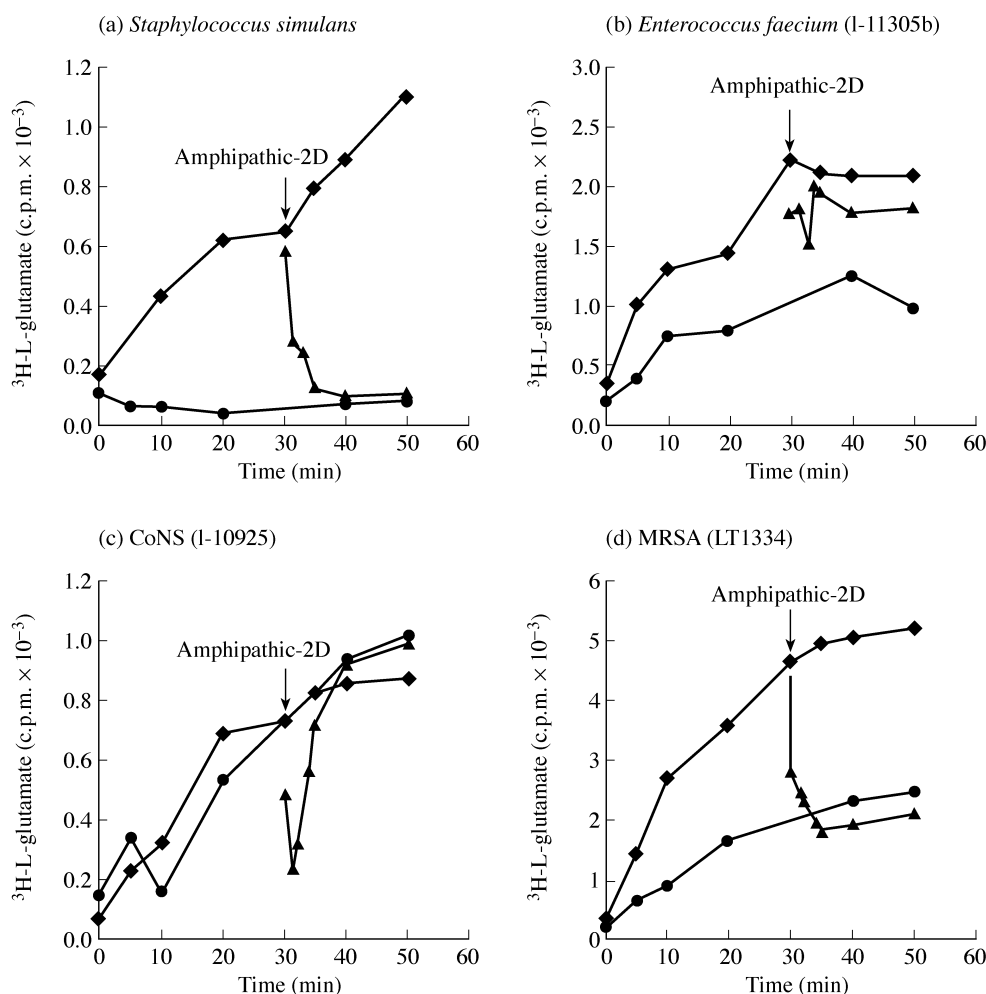 (a) Staphylococcus simulans
1.2
1.0
0.8
0.6
0.4
0.2
0.0
³H-L-glutamate (c.p.m. × 10⁻³)
Amphipathic-2D
0 10 20 30 40 50 60
Time (min)
(b) Enterococcus faecium (l-11305b)
3.0
2.5
2.0
1.5
1.0
0.5
0.0
³H-L-glutamate (c.p.m. × 10⁻³)
Amphipathic-2D
0 10 20 30 40 50 60
Time (min)
(c) CoNS (l-10925)
1.2
1.0
0.8
0.6
0.4
0.2
0.0
³H-L-glutamate (c.p.m. × 10⁻³)
Amphipathic-2D
0 10 20 30 40 50 60
Time (min)
(d) MRSA (LT1334)
6
5
4
3
2
1
0
³H-L-glutamate (c.p.m. × 10⁻³)
Amphipathic-2D
0 10 20 30 40 50 60
Time (min)